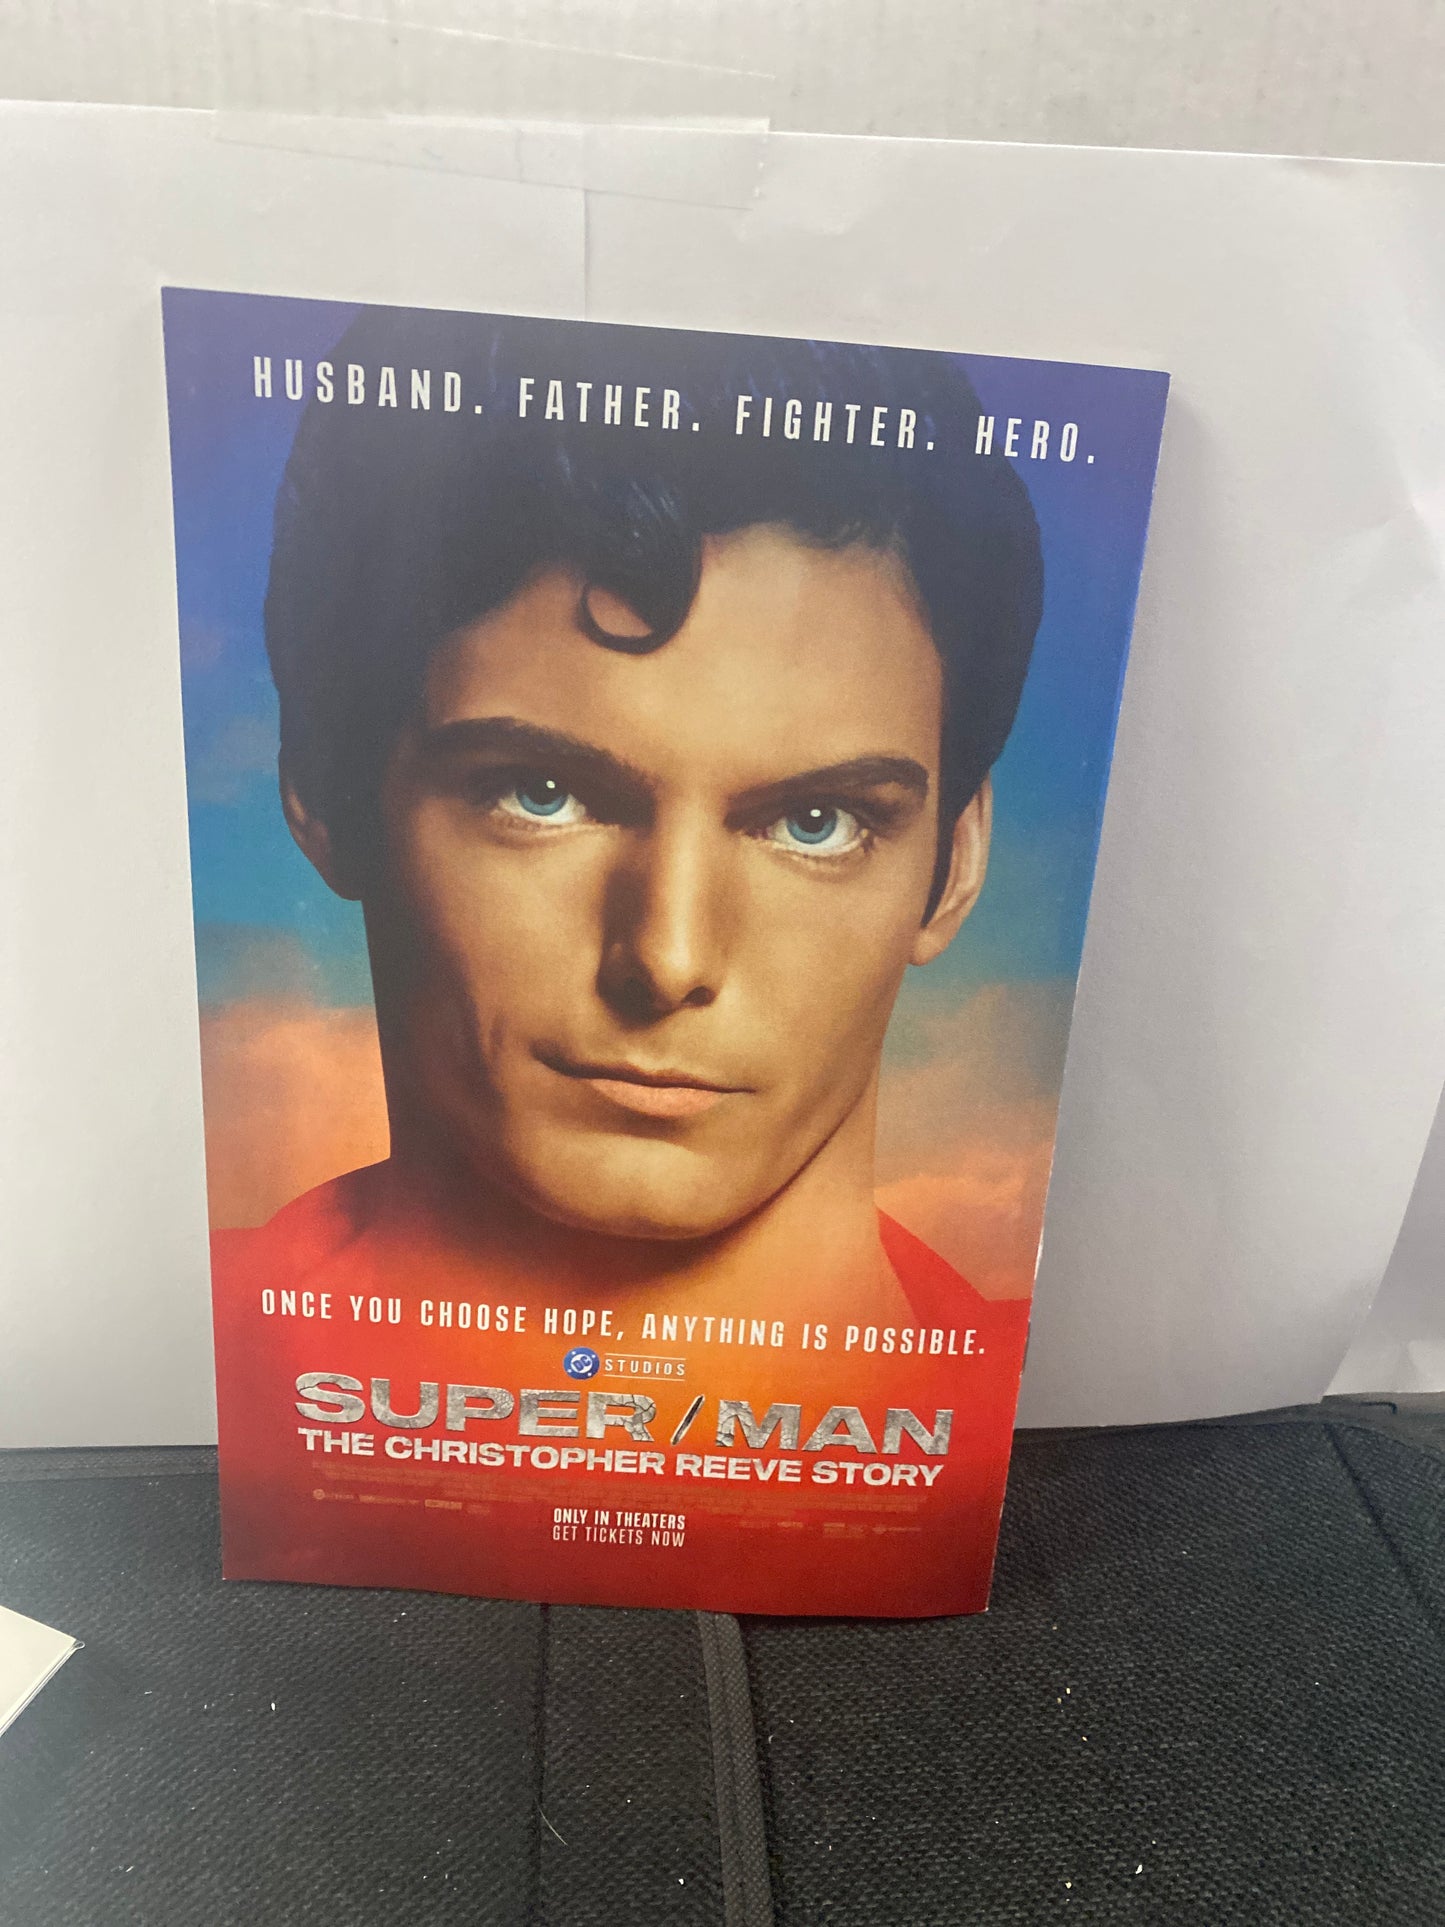 HUSBAND. FATHER. FIGHTER. HERO.
ONCE YOU CHOOSE HOPE, ANYTHING IS POSSIBLE.
DC STUDIOS
SUPER/MAN
THE CHRISTOPHER REEVE STORY
ONLY IN THEATERS
GET TICKETS NOW